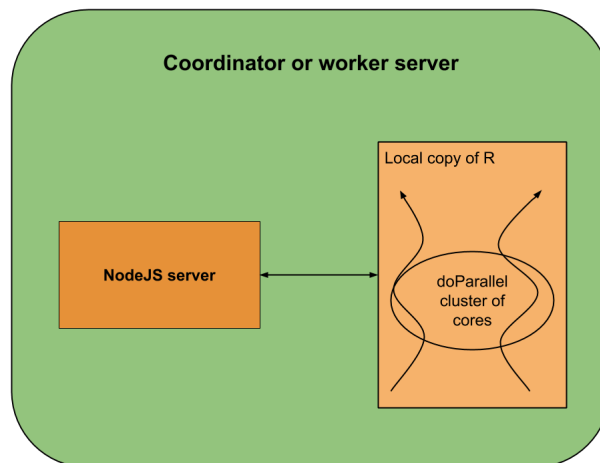 Coordinator or worker server
Local copy of R
NodeJS server
doParallel
cluster of
cores